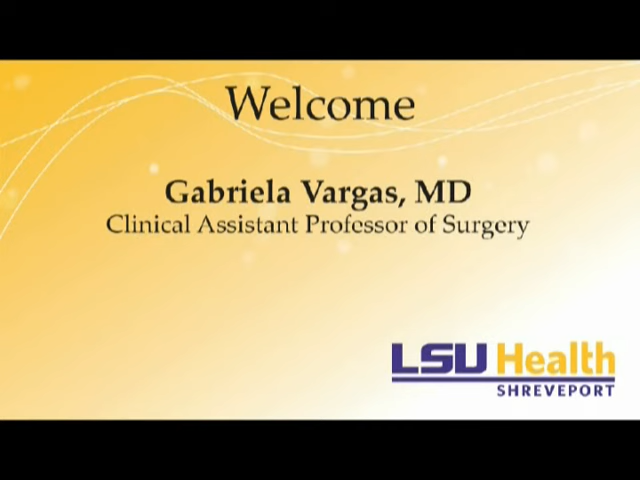 Welcome
Gabriela Vargas, MD
Clinical Assistant Professor of Surgery
LSU Health
SHREVEPORT